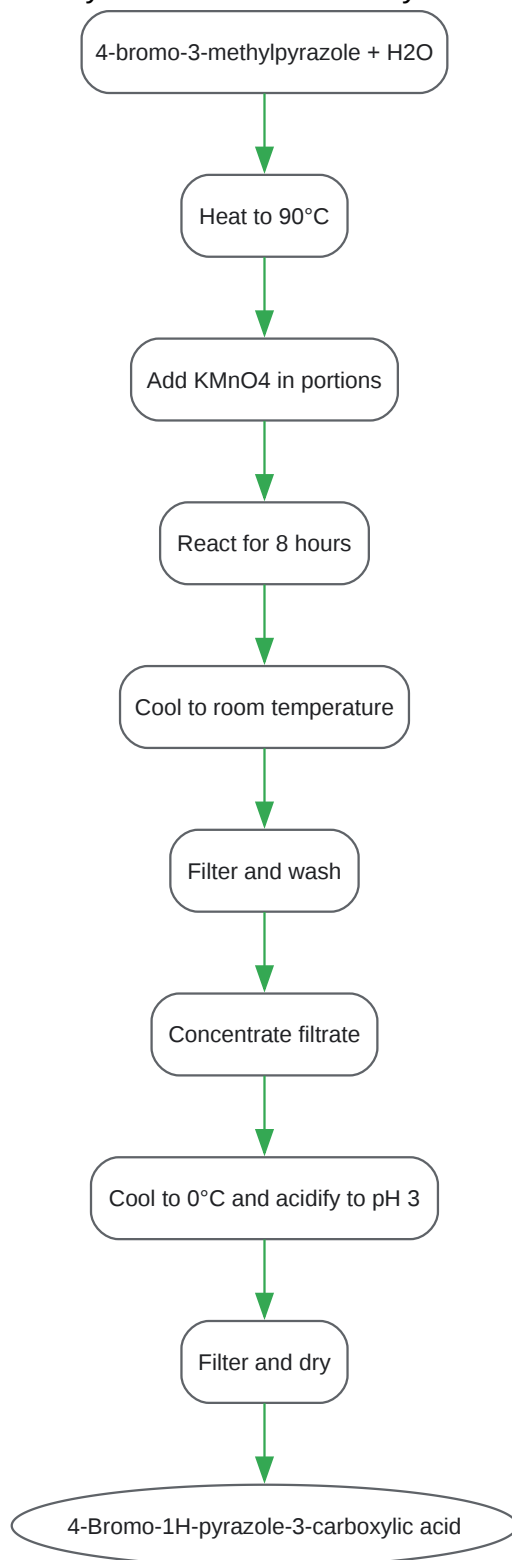 4-bromo-3-methylpyrazole + H2O
Heat to 90°C
Add KMnO4 in portions
React for 8 hours
Cool to room temperature
Filter and wash
Concentrate filtrate
Cool to 0°C and acidify to pH 3
Filter and dry
4-Bromo-1H-pyrazole-3-carboxylic acid